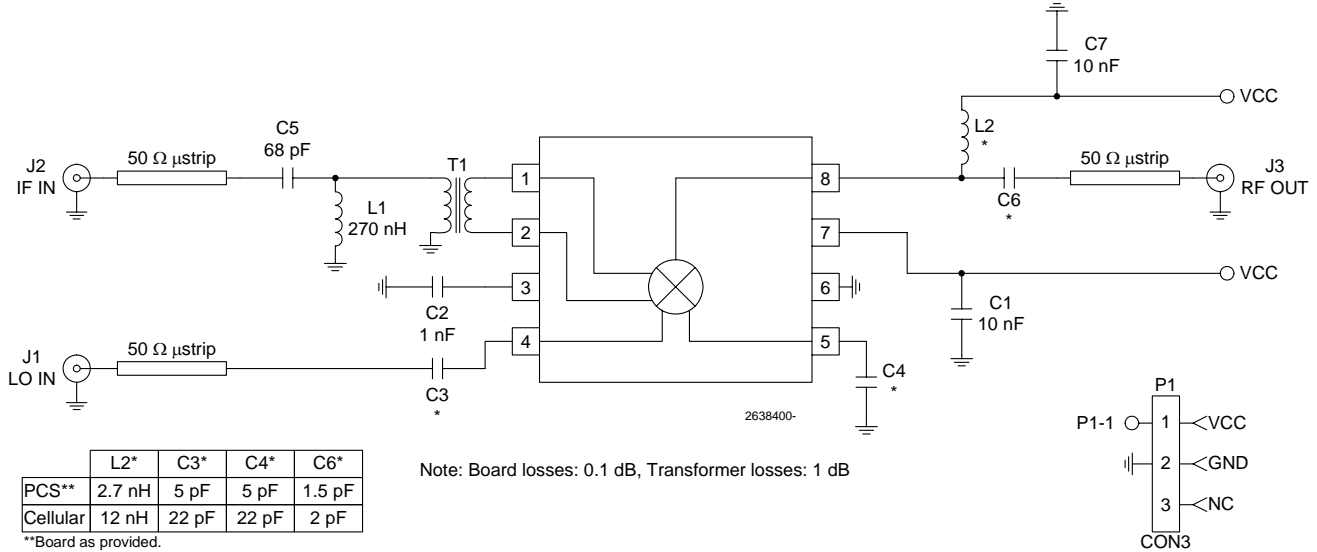 C7
10 nF
VCC
L2
*
C5
68 pF
J2
IF IN
50 Ω μstrip
T1
L1
270 nH
1
2
3
4
8
7
6
5
C6
*
50 Ω μstrip
J3
RF OUT
VCC
C1
10 nF
C2
1 nF
J1
LO IN
50 Ω μstrip
C3
*
C4
*
2638400-
P1
P1-1
1
VCC
2
GND
3
NC
CON3
Note: Board losses: 0.1 dB, Transformer losses: 1 dB
L2* C3* C4* C6*
PCS** 2.7 nH 5 pF 5 pF 1.5 pF
Cellular 12 nH 22 pF 22 pF 2 pF
**Board as provided.